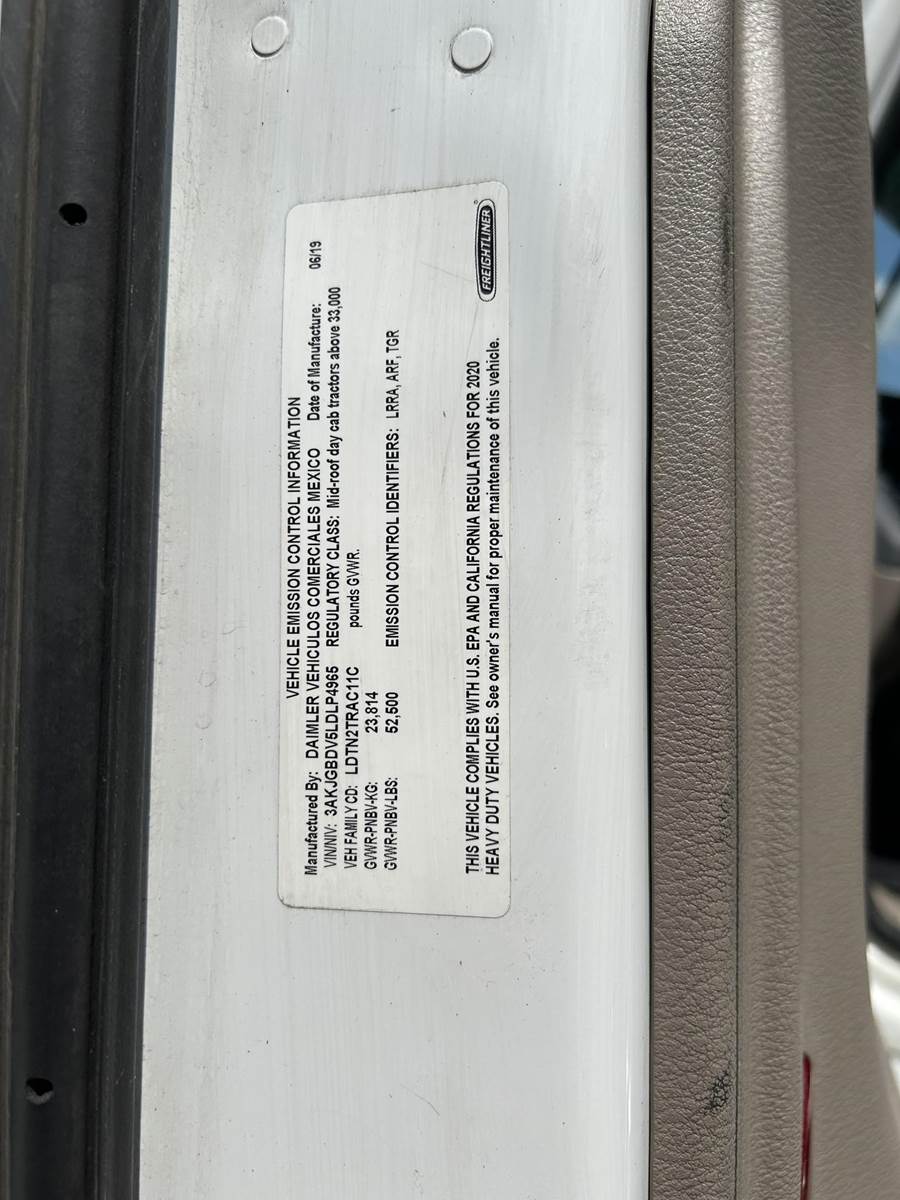 VEHICLE EMISSION CONTROL INFORMATION
Manufactured By: DAIMLER VEHICULOS COMERCIALES MEXICO Date of Manufacture: 06/19
VIN/NIV: 3AKJGBDV5LDLP4965 REGULATORY CLASS: Mid-roof day cab tractors above 33,000
VEH FAMILY CD: LDTN2TRAC11C pounds GVWR.
GVWR-PNBV-KG: 23,814
GVWR-PNBV-LBS: 52,500 EMISSION CONTROL IDENTIFIERS: LRRA, ARF, TGR
THIS VEHICLE COMPLIES WITH U.S. EPA AND CALIFORNIA REGULATIONS FOR 2020
HEAVY DUTY VEHICLES. See owner's manual for proper maintenance of this vehicle.
FREIGHTLINER